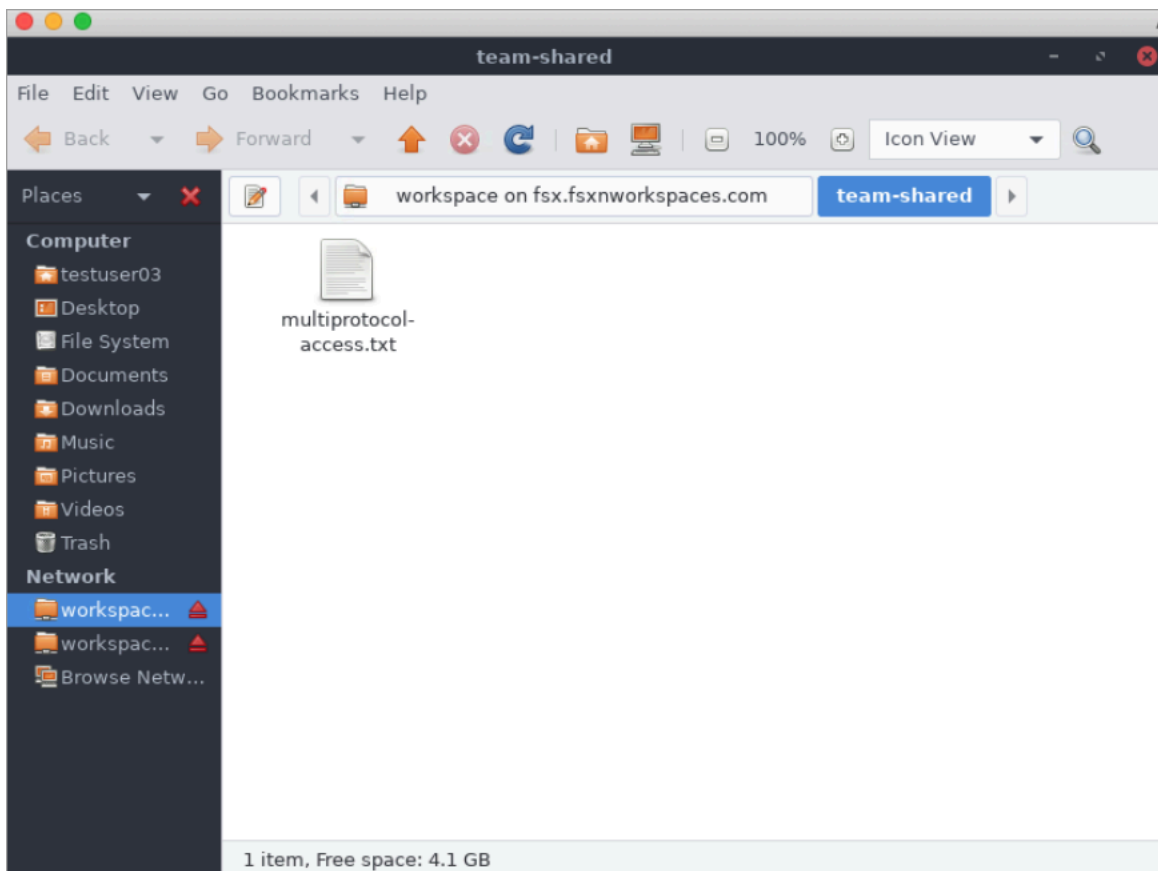 team-shared
File Edit View Go Bookmarks Help
Back Forward 100% Icon View
Places
workspace on fsx.fsxnworkspaces.com team-shared
Computer
testuser03
Desktop
File System
Documents
Downloads
Music
Pictures
Videos
Trash
Network
workspac...
workspac...
Browse Netw...
multiprotocol-
access.txt
1 item, Free space: 4.1 GB